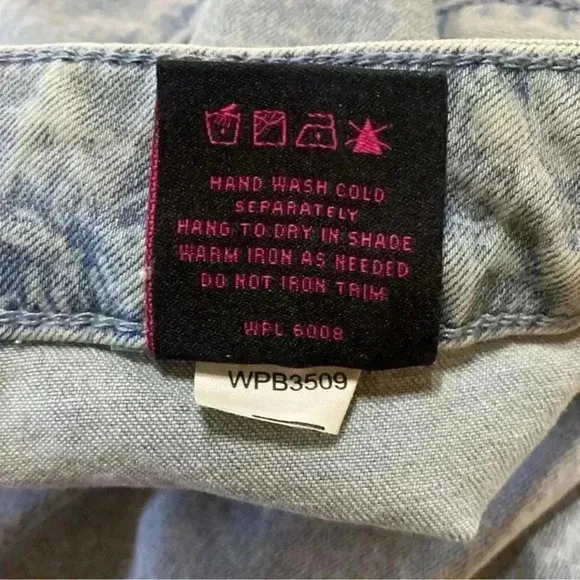 HAND WASH COLD
SEPARATELY
HANG TO DRY IN SHADE
WARM IRON AS NEEDED
DO NOT IRON TRIM
WPL 6008
WPB3509